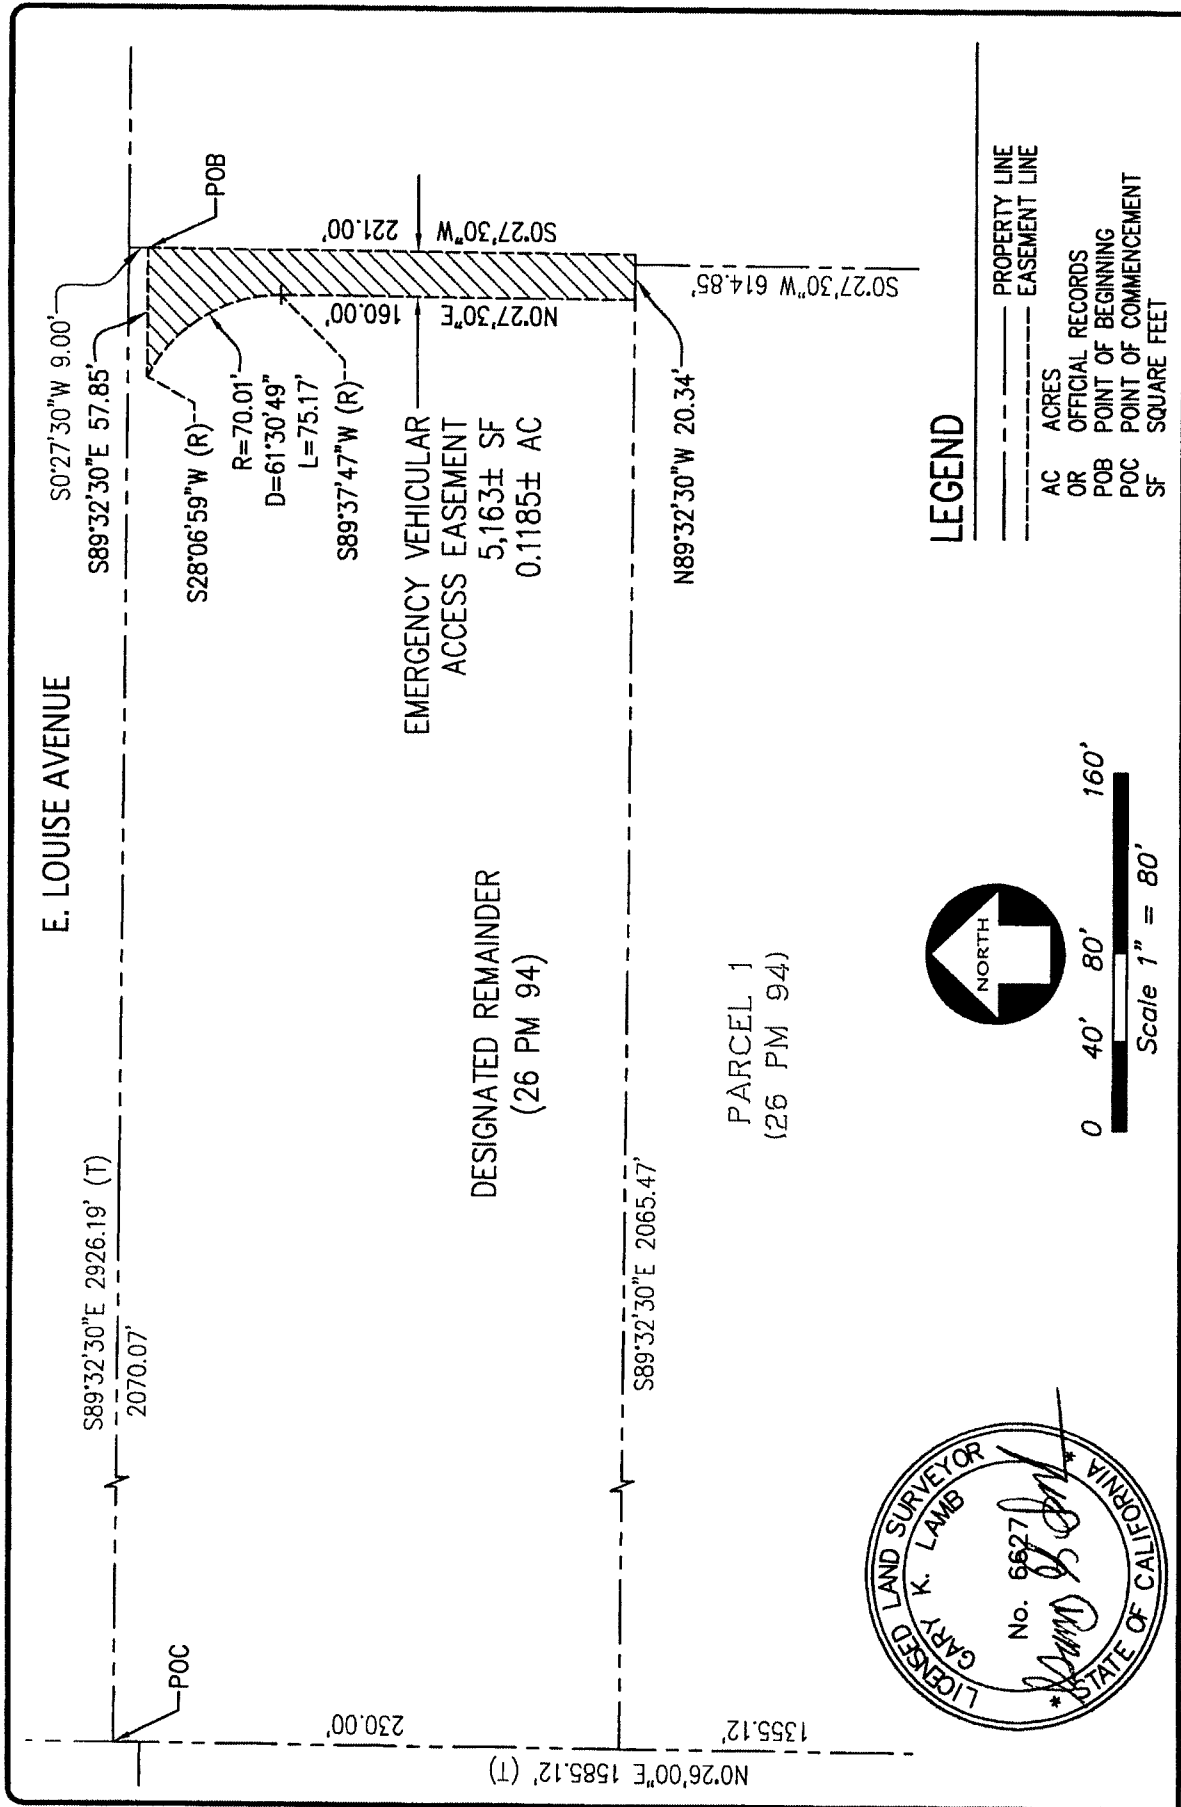 E. LOUISE AVENUE
S89°32'30"E 2926.19' (T)
2070.07'
POC
S0°27'30"W 9.00'
S89°32'30"E 57.85'
POB
S28°06'59"W (R)
R=70.01'
D=61°30'49"
L=75.17'
S89°37'47"W (R)
EMERGENCY VEHICULAR
ACCESS EASEMENT
5,163± SF
0.1185± AC
N0°27'30"E
160.00'
S0°27'30"W
221.00'
N89°32'30"W 20.34'
S0°27'30"W 614.85'
DESIGNATED REMAINDER
(26 PM 94)
S89°32'30"E 2065.47'
230.00'
N0°26'00"E 1585.12' (T)
1355.12'
PARCEL 1
(26 PM 94)
LICENSED LAND SURVEYOR
GARY K. LAMB
No. 6627
STATE OF CALIFORNIA
NORTH
0 40' 80' 160'
Scale 1" = 80'
LEGEND
PROPERTY LINE
EASEMENT LINE
AC ACRES
OR OFFICIAL RECORDS
POB POINT OF BEGINNING
POC POINT OF COMMENCEMENT
SF SQUARE FEET